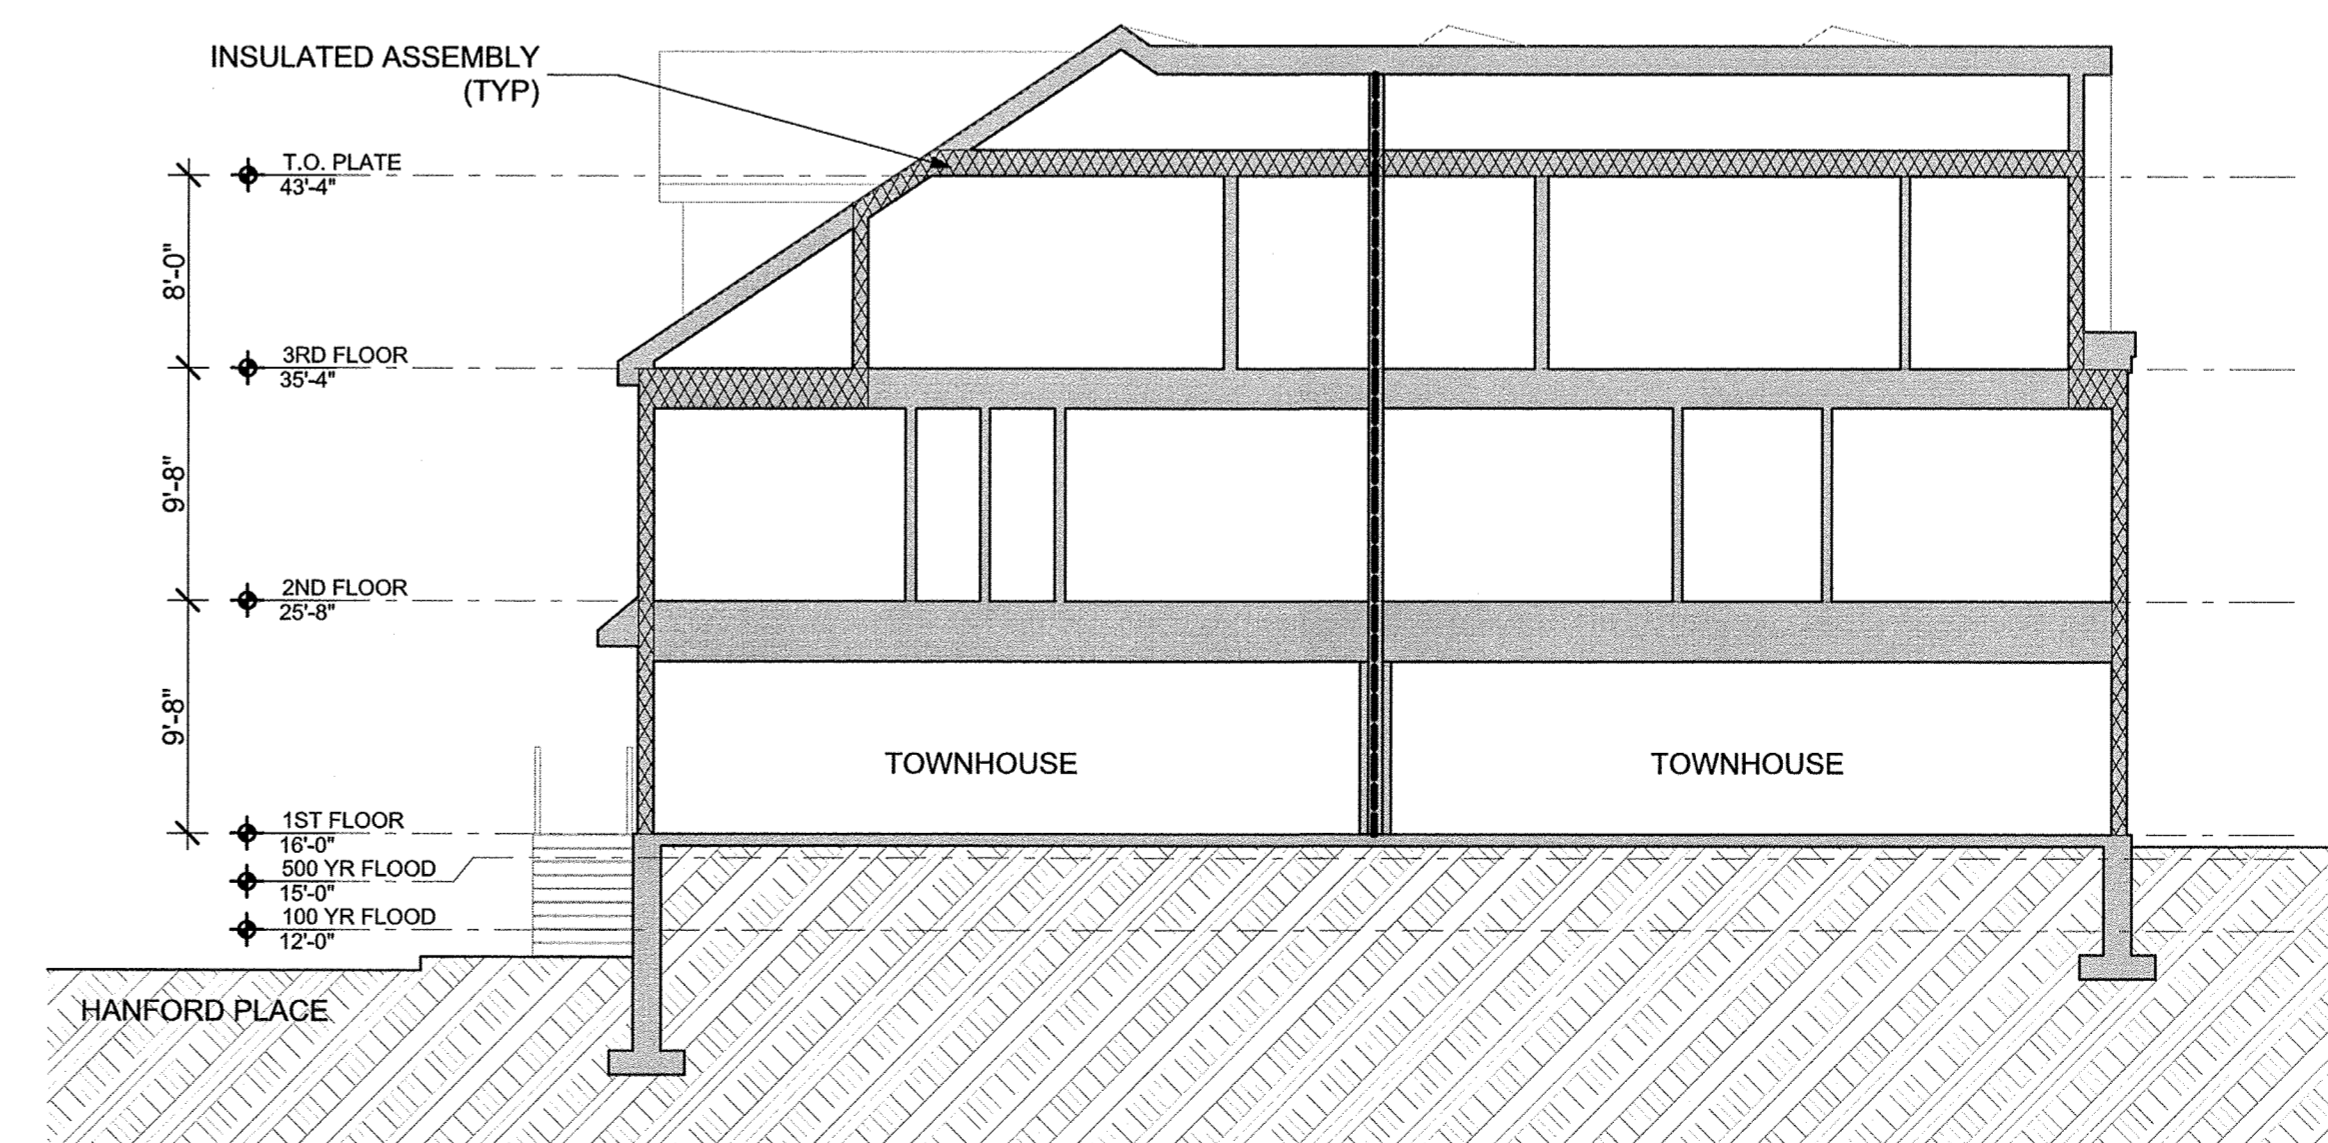 INSULATED ASSEMBLY
(TYP)
T.O. PLATE
43'-4"
8'-0"
3RD FLOOR
35'-4"
9'-8"
2ND FLOOR
25'-8"
9'-8"
TOWNHOUSE
TOWNHOUSE
1ST FLOOR
16'-0"
500 YR FLOOD
15'-0"
100 YR FLOOD
12'-0"
HANFORD PLACE